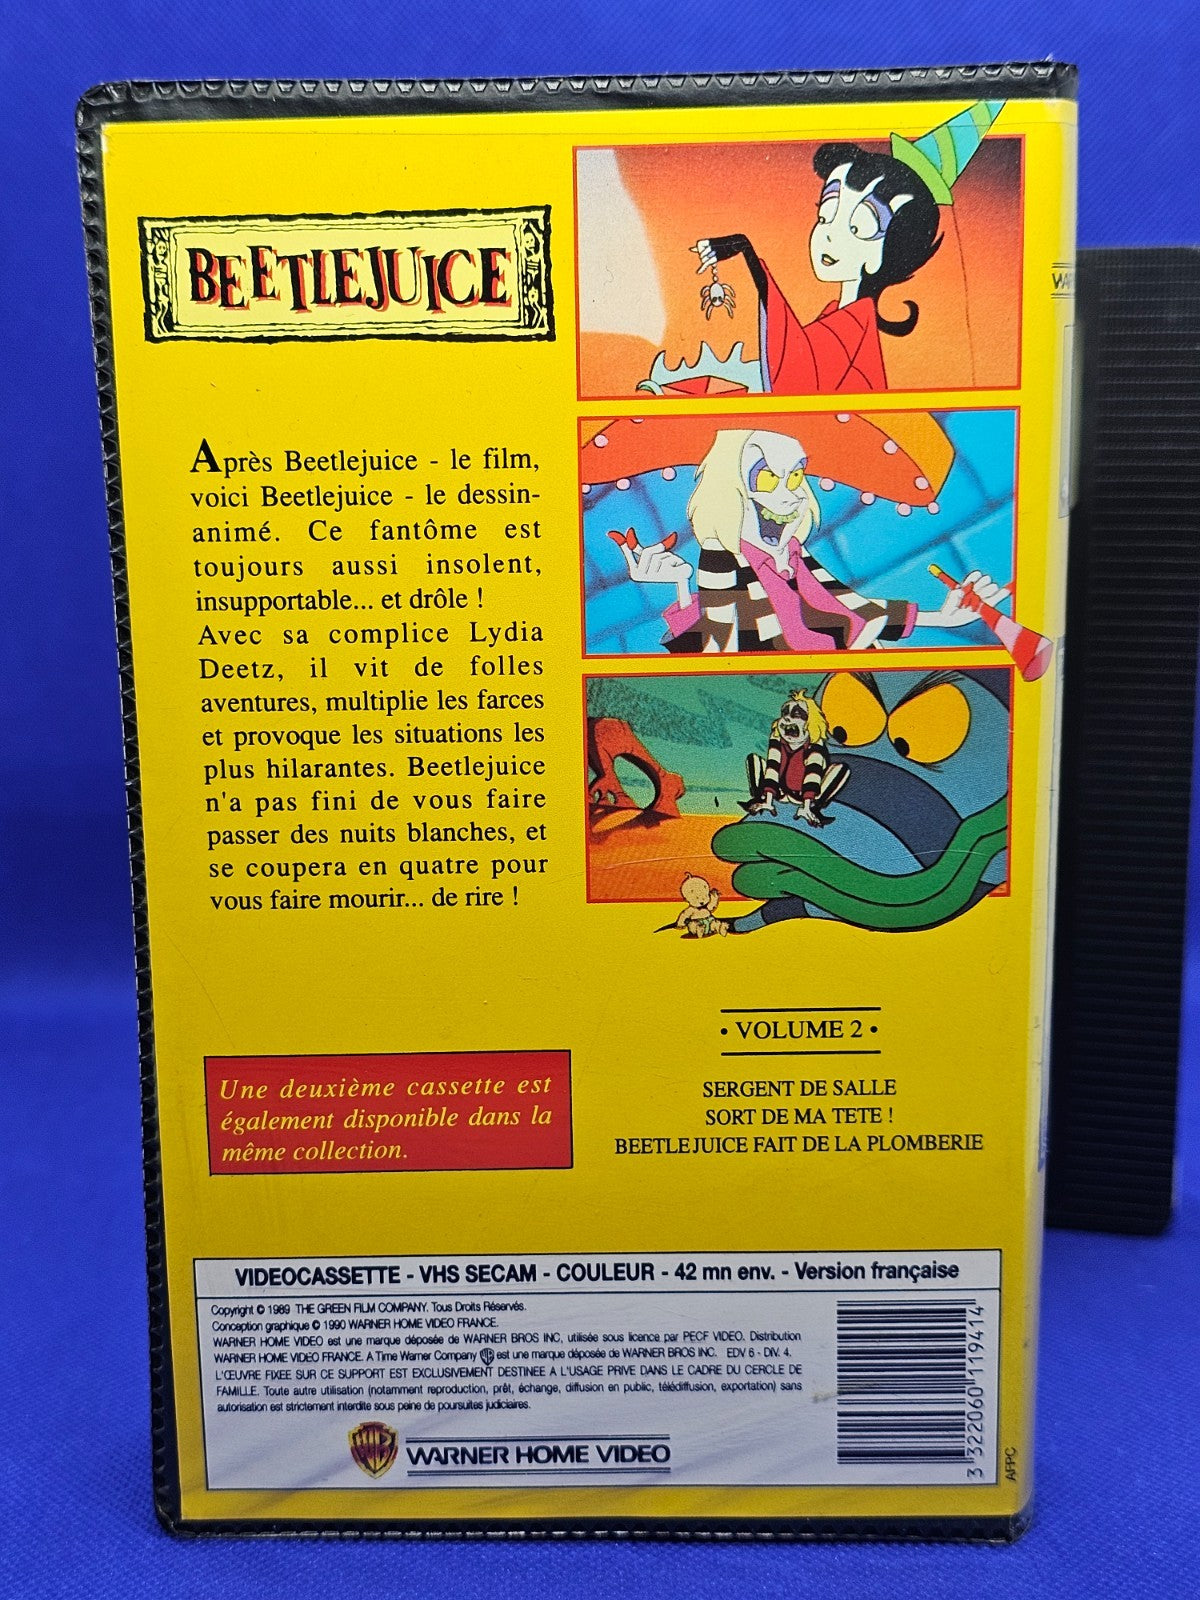 BEETLEJUICE
Après Beetlejuice - le film,
voici Beetlejuice - le dessin-
animé. Ce fantôme est
toujours aussi insolent,
insupportable... et drôle !
Avec sa complice Lydia
Deetz, il vit de folles
aventures, multiplie les farces
et provoque les situations les
plus hilarantes. Beetlejuice
n'a pas fini de vous faire
passer des nuits blanches, et
se coupera en quatre pour
vous faire mourir... de rire !
Une deuxième cassette est
également disponible dans la
même collection.
• VOLUME 2 •
SERGENT DE SALLE
SORT DE MA TETE !
BEETLEJUICE FAIT DE LA PLOMBERIE
VIDEOCASSETTE - VHS SECAM - COULEUR - 42 mn env. - Version française
Copyright © 1989 THE GREEN FILM COMPANY. Tous Droits Réservés.
Conception graphique © 1990 WARNER HOME VIDEO FRANCE.
WARNER HOME VIDEO est une marque déposée de WARNER BROS INC, utilisée sous licence par PECF VIDEO. Distribution
WARNER HOME VIDEO FRANCE. A Time Warner Company WB est une marque déposée de WARNER BROS INC. EDV 6 - DIV. 4.
L'ŒUVRE FIXEE SUR CE SUPPORT EST EXCLUSIVEMENT DESTINEE A L'USAGE PRIVE DANS LE CADRE DU CERCLE DE
FAMILLE. Toute autre utilisation (notamment reproduction, prêt, échange, diffusion en public, télédiffusion, exportation) sans
autorisation est strictement interdite sous peine de poursuites judiciaires.
WB WARNER HOME VIDEO
3 322060 119414
AFPC